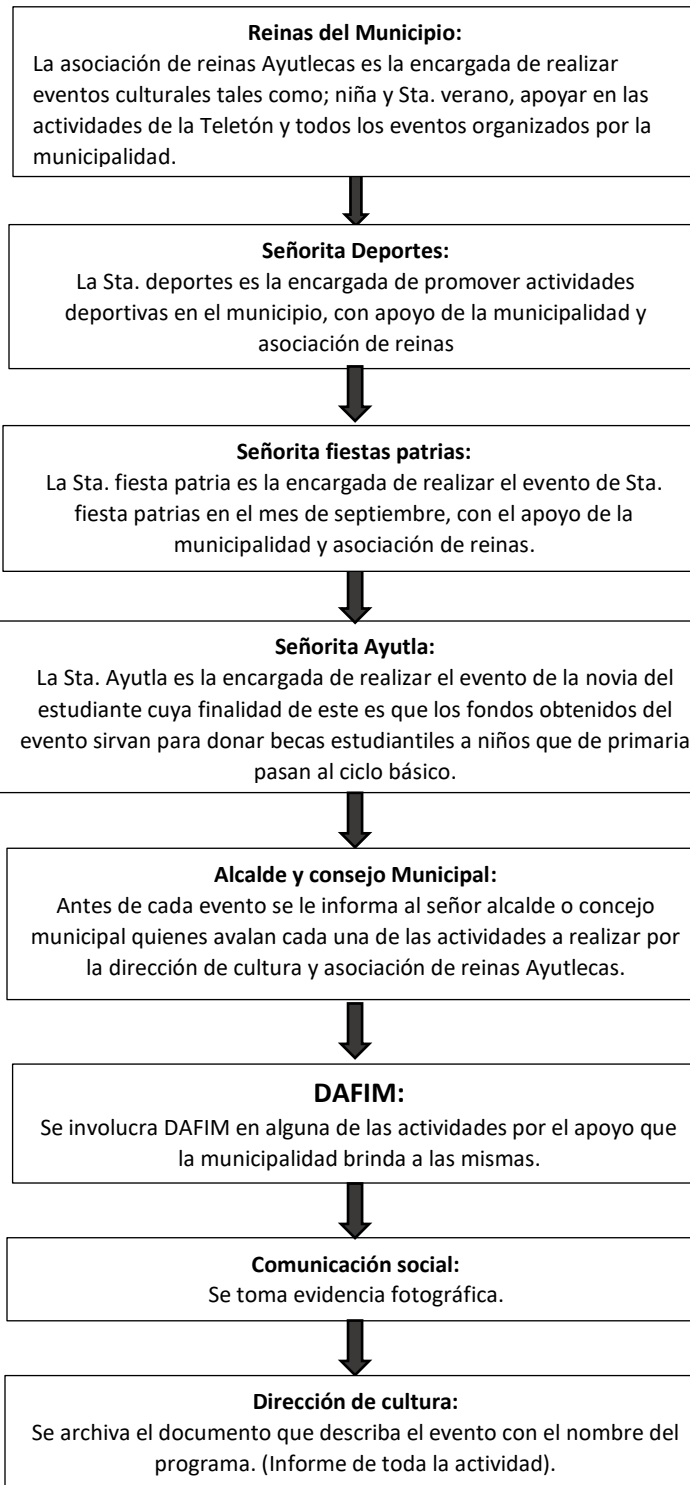 Reinas del Municipio:
La asociación de reinas Ayutlecas es la encargada de realizar
eventos culturales tales como; niña y Sta. verano, apoyar en las
actividades de la Teletón y todos los eventos organizados por la
municipalidad.
Señorita Deportes:
La Sta. deportes es la encargada de promover actividades
deportivas en el municipio, con apoyo de la municipalidad y
asociación de reinas
Señorita fiestas patrias:
La Sta. fiesta patria es la encargada de realizar el evento de Sta.
fiesta patrias en el mes de septiembre, con el apoyo de la
municipalidad y asociación de reinas.
Señorita Ayutla:
La Sta. Ayutla es la encargada de realizar el evento de la novia del
estudiante cuya finalidad de este es que los fondos obtenidos del
evento sirvan para donar becas estudiantiles a niños que de primaria
pasan al ciclo básico.
Alcalde y consejo Municipal:
Antes de cada evento se le informa al señor alcalde o concejo
municipal quienes avalan cada una de las actividades a realizar por
la dirección de cultura y asociación de reinas Ayutlecas.
DAFIM:
Se involucra DAFIM en alguna de las actividades por el apoyo que
la municipalidad brinda a las mismas.
Comunicación social:
Se toma evidencia fotográfica.
Dirección de cultura:
Se archiva el documento que describa el evento con el nombre del
programa. (Informe de toda la actividad).